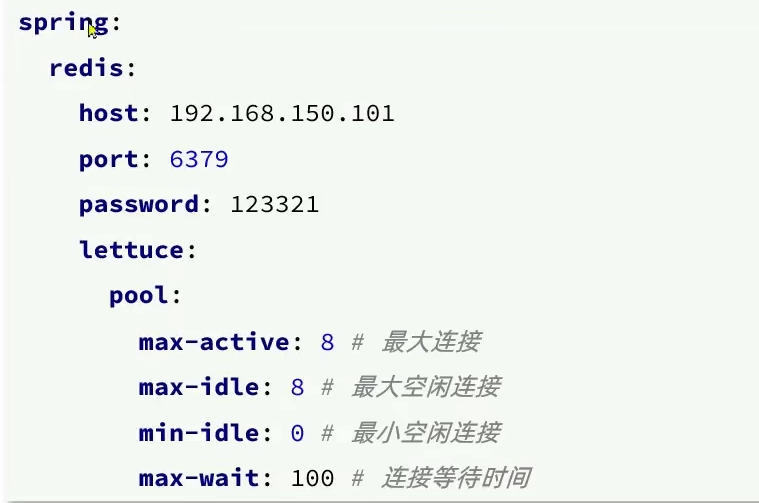 spring:
  redis:
    host: 192.168.150.101
    port: 6379
    password: 123321
    lettuce:
      pool:
        max-active: 8 # 最大连接
        max-idle: 8 # 最大空闲连接
        min-idle: 0 # 最小空闲连接
        max-wait: 100 # 连接等待时间